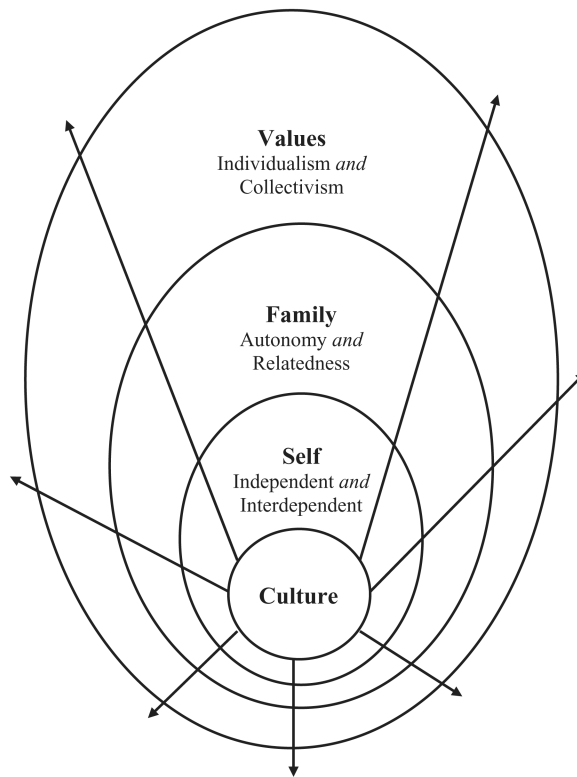 Values
Individualism and
Collectivism
Family
Autonomy and
Relatedness
Self
Independent and
Interdependent
Culture